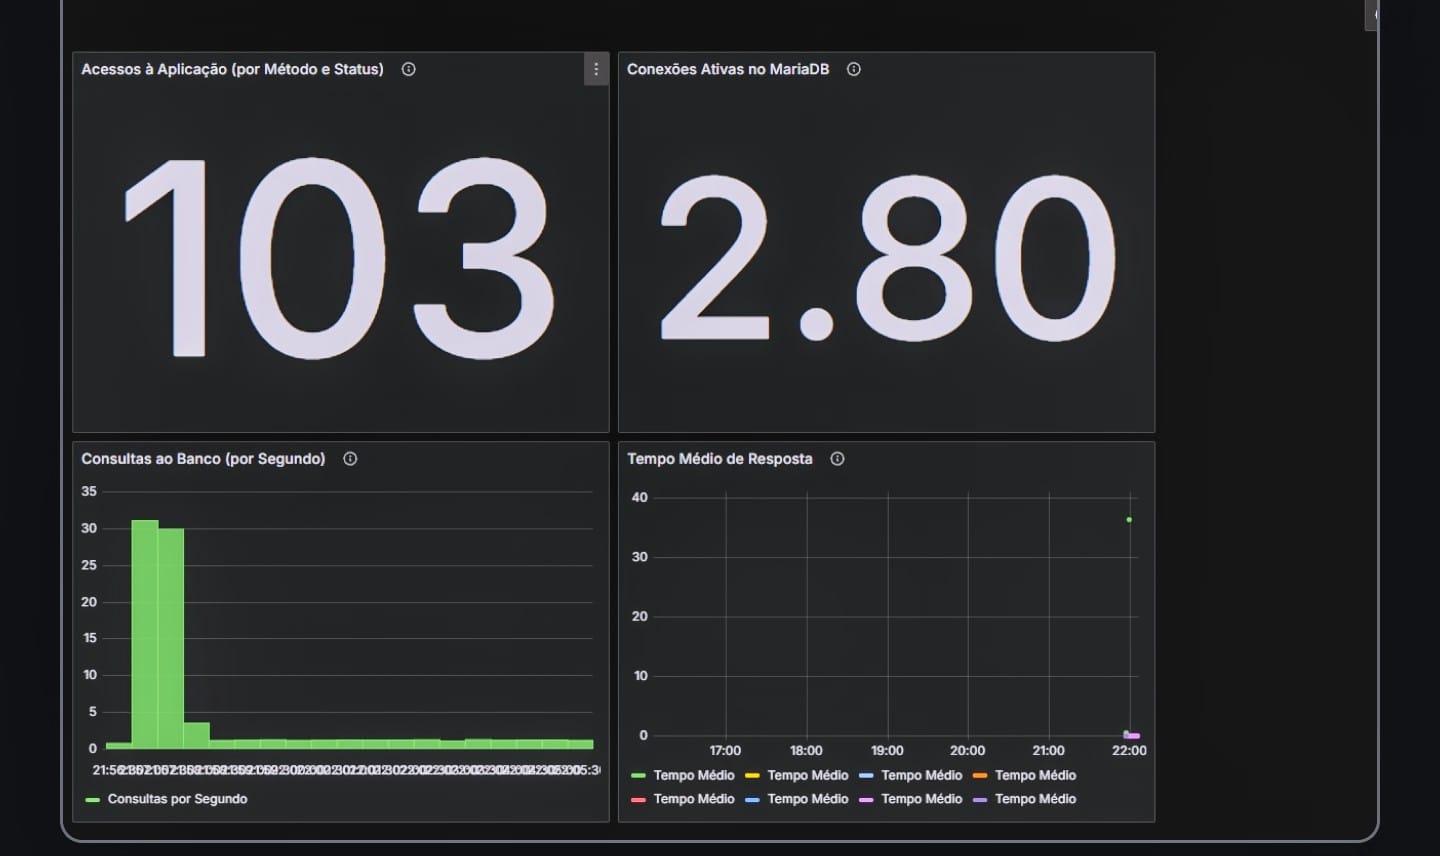 Acessos à Aplicação (por Método e Status)
103
Conexões Ativas no MariaDB
2.80
Consultas ao Banco (por Segundo)
35
30
25
20
15
10
5
0
Consultas por Segundo
Tempo Médio de Resposta
40
30
20
10
0
17:00 18:00 19:00 20:00 21:00 22:00
Tempo Médio Tempo Médio Tempo Médio Tempo Médio
Tempo Médio Tempo Médio Tempo Médio Tempo Médio